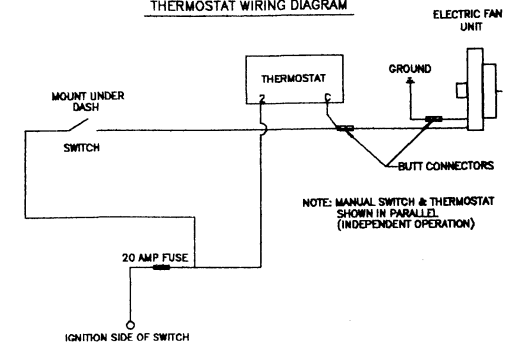 THERMOSTAT WIRING DIAGRAM
ELECTRIC FAN
UNIT
GROUND
THERMOSTAT
2
C
MOUNT UNDER
DASH
SWITCH
BUTT CONNECTORS
NOTE: MANUAL SWITCH & THERMOSTAT
SHOWN IN PARALLEL
(INDEPENDENT OPERATION)
20 AMP FUSE
IGNITION SIDE OF SWITCH